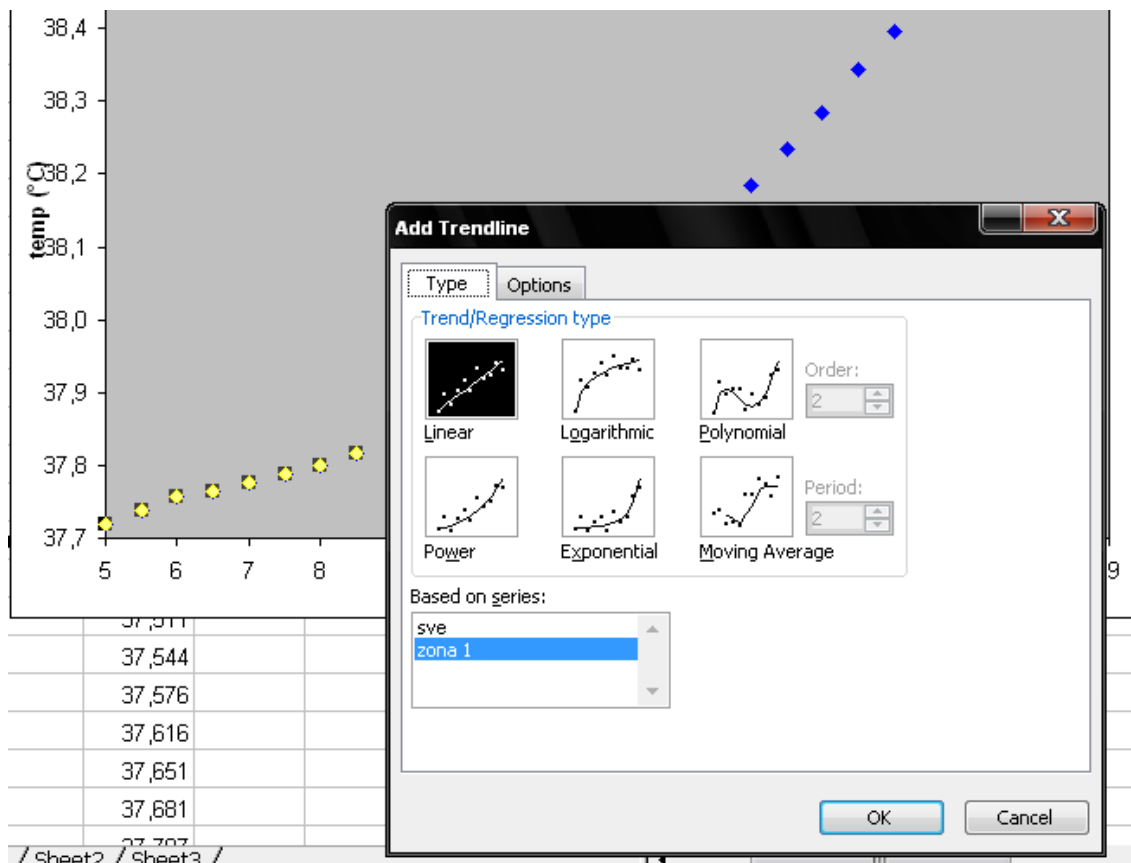 38,4
38,3
38,2
38,1
38,0
37,9
37,8
37,7
temp (°C)
5 6 7 8 9
Add Trendline
Type Options
Trend/Regression type
Linear Logarithmic Polynomial
Order:
2
Power Exponential Moving Average
Period:
2
Based on series:
sve
zona 1
OK Cancel
37,511
37,544
37,576
37,616
37,651
37,681
/ Sheet2 / Sheet3 /